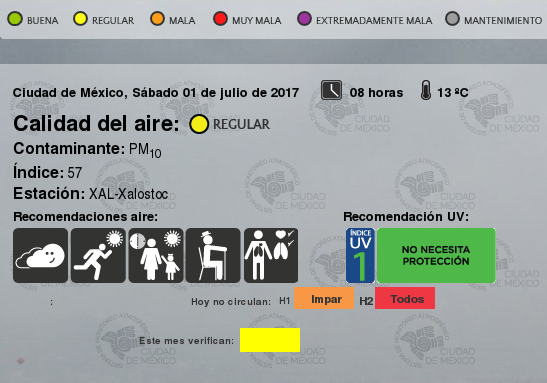 BUENA REGULAR MALA MUY MALA EXTREMADAMENTE MALA MANTENIMIENTO
Ciudad de México, Sábado 01 de julio de 2017 08 horas 13 ºC
Calidad del aire: REGULAR
Contaminante: PM10
Índice: 57
Estación: XAL-Xalostoc
Recomendaciones aire: Recomendación UV:
ÍNDICE
UV
1
NO NECESITA
PROTECCIÓN
: Hoy no circulan: H1 Impar H2 Todos
Este mes verifican:
CIUDAD
DE MÉXICO